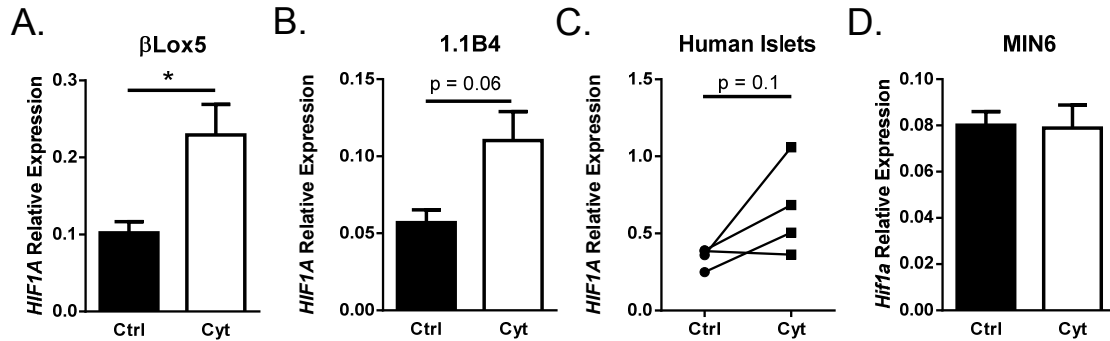 A.
βLox5
HIF1A Relative Expression
0.3
0.2
0.1
0.0
*
Ctrl
Cyt
B.
1.1B4
HIF1A Relative Expression
0.15
0.10
0.05
0.00
p = 0.06
Ctrl
Cyt
C.
Human Islets
HIF1A Relative Expression
1.5
1.0
0.5
0.0
p = 0.1
Ctrl
Cyt
D.
MIN6
Hif1a Relative Expression
0.10
0.08
0.06
0.04
0.02
0.00
Ctrl
Cyt